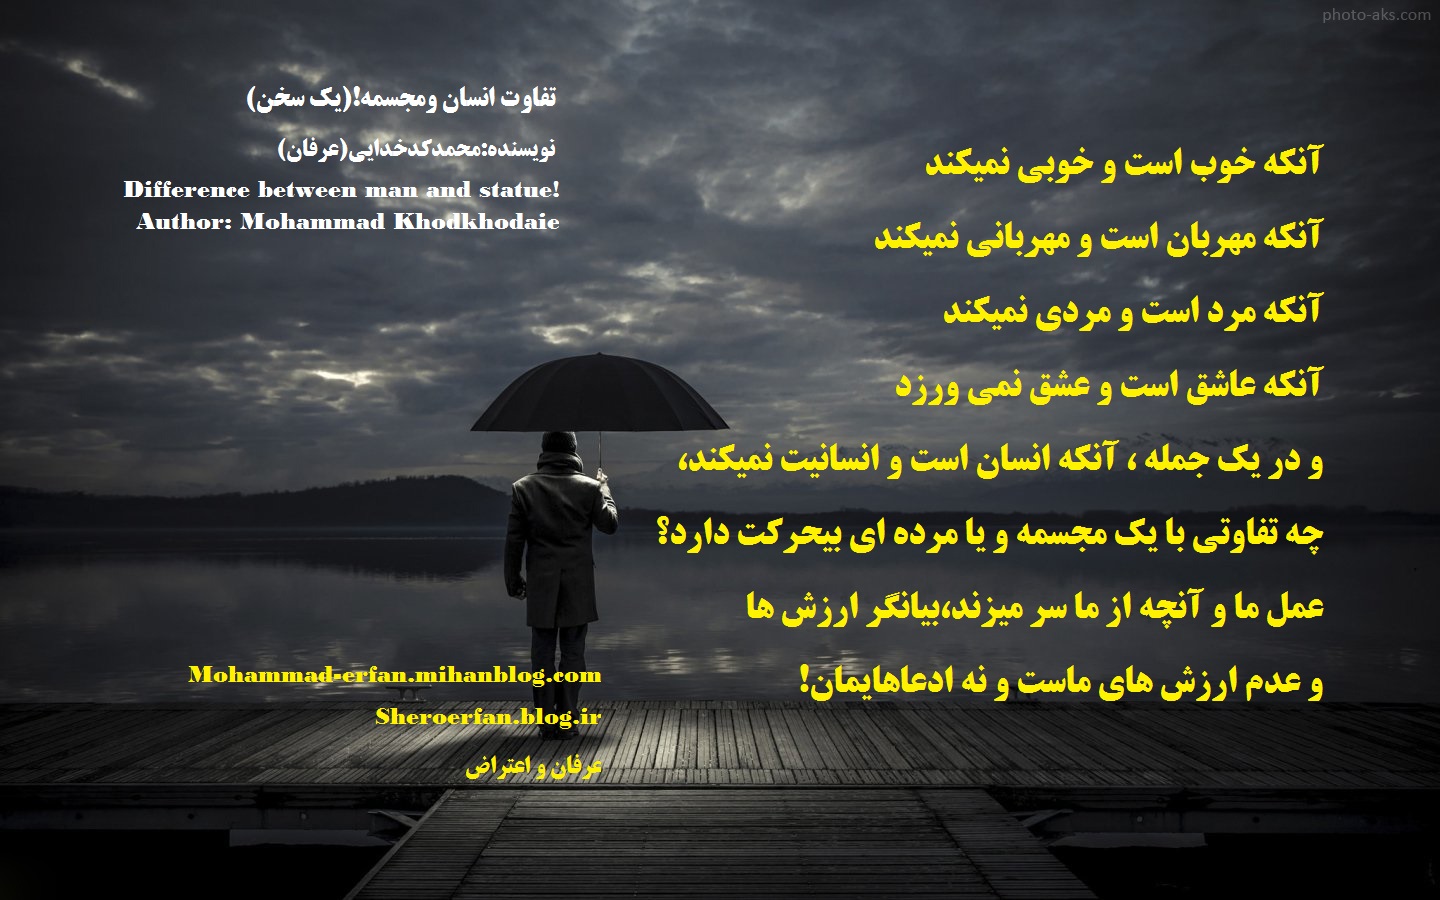 photo-aks.com
تفاوت انسان ومجسمه!(یک سخن)
نویسنده:محمدکدخدایی(عرفان)
Difference between man and statue!
Author: Mohammad Khodkhodaie
آنکه خوب است و خوبی نمیکند
آنکه مهربان است و مهربانی نمیکند
آنکه مرد است و مردی نمیکند
آنکه عاشق است و عشق نمی ورزد
و در یک جمله ، آنکه انسان است و انسانیت نمیکند،
چه تفاوتی با یک مجسمه و یا مرده ای بیحرکت دارد؟
عمل ما و آنچه از ما سر میزند،بیانگر ارزش ها
و عدم ارزش های ماست و نه ادعاهایمان!
Mohammad-erfan.mihanblog.com
Sheroerfan.blog.ir
عرفان و اعتراض